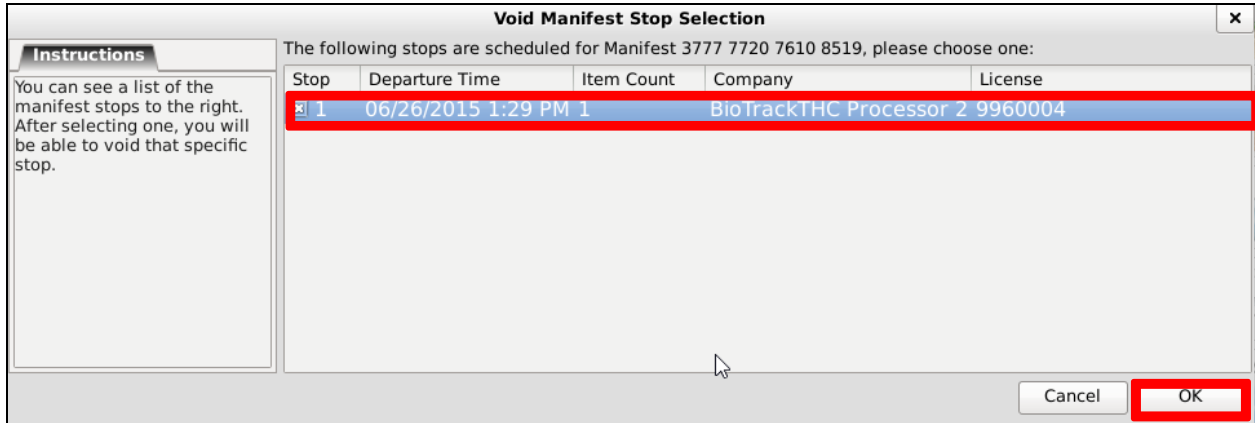 Void Manifest Stop Selection
Instructions
You can see a list of the
manifest stops to the right.
After selecting one, you will
be able to void that specific
stop.
The following stops are scheduled for Manifest 3777 7720 7610 8519, please choose one:
Stop Departure Time Item Count Company License
1 06/26/2015 1:29 PM 1 BioTrackTHC Processor 2 9960004
Cancel OK